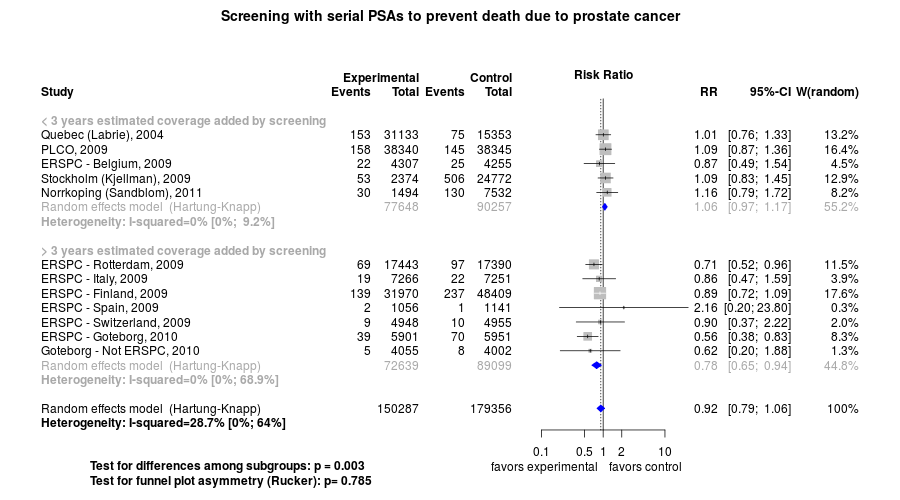 Screening with serial PSAs to prevent death due to prostate cancer
Experimental Control Risk Ratio
Study Events Total Events Total RR 95%-CI W(random)
< 3 years estimated coverage added by screening
Quebec (Labrie), 2004 153 31133 75 15353 1.01 [0.76; 1.33] 13.2%
PLCO, 2009 158 38340 145 38345 1.09 [0.87; 1.36] 16.4%
ERSPC - Belgium, 2009 22 4307 25 4255 0.87 [0.49; 1.54] 4.5%
Stockholm (Kjellman), 2009 53 2374 506 24772 1.09 [0.83; 1.45] 12.9%
Norrkoping (Sandblom), 2011 30 1494 130 7532 1.16 [0.79; 1.72] 8.2%
Random effects model (Hartung-Knapp) 77648 90257 1.06 [0.97; 1.17] 55.2%
Heterogeneity: I-squared=0% [0%; 9.2%]
> 3 years estimated coverage added by screening
ERSPC - Rotterdam, 2009 69 17443 97 17390 0.71 [0.52; 0.96] 11.5%
ERSPC - Italy, 2009 19 7266 22 7251 0.86 [0.47; 1.59] 3.9%
ERSPC - Finland, 2009 139 31970 237 48409 0.89 [0.72; 1.09] 17.6%
ERSPC - Spain, 2009 2 1056 1 1141 2.16 [0.20; 23.80] 0.3%
ERSPC - Switzerland, 2009 9 4948 10 4955 0.90 [0.37; 2.22] 2.0%
ERSPC - Goteborg, 2010 39 5901 70 5951 0.56 [0.38; 0.83] 8.3%
Goteborg - Not ERSPC, 2010 5 4055 8 4002 0.62 [0.20; 1.88] 1.3%
Random effects model (Hartung-Knapp) 72639 89099 0.78 [0.65; 0.94] 44.8%
Heterogeneity: I-squared=0% [0%; 68.9%]
Random effects model (Hartung-Knapp) 150287 179356 0.92 [0.79; 1.06] 100%
Heterogeneity: I-squared=28.7% [0%; 64%]
0.1 0.5 1 2 10
favors experimental favors control
Test for differences among subgroups: p = 0.003
Test for funnel plot asymmetry (Rucker): p= 0.785